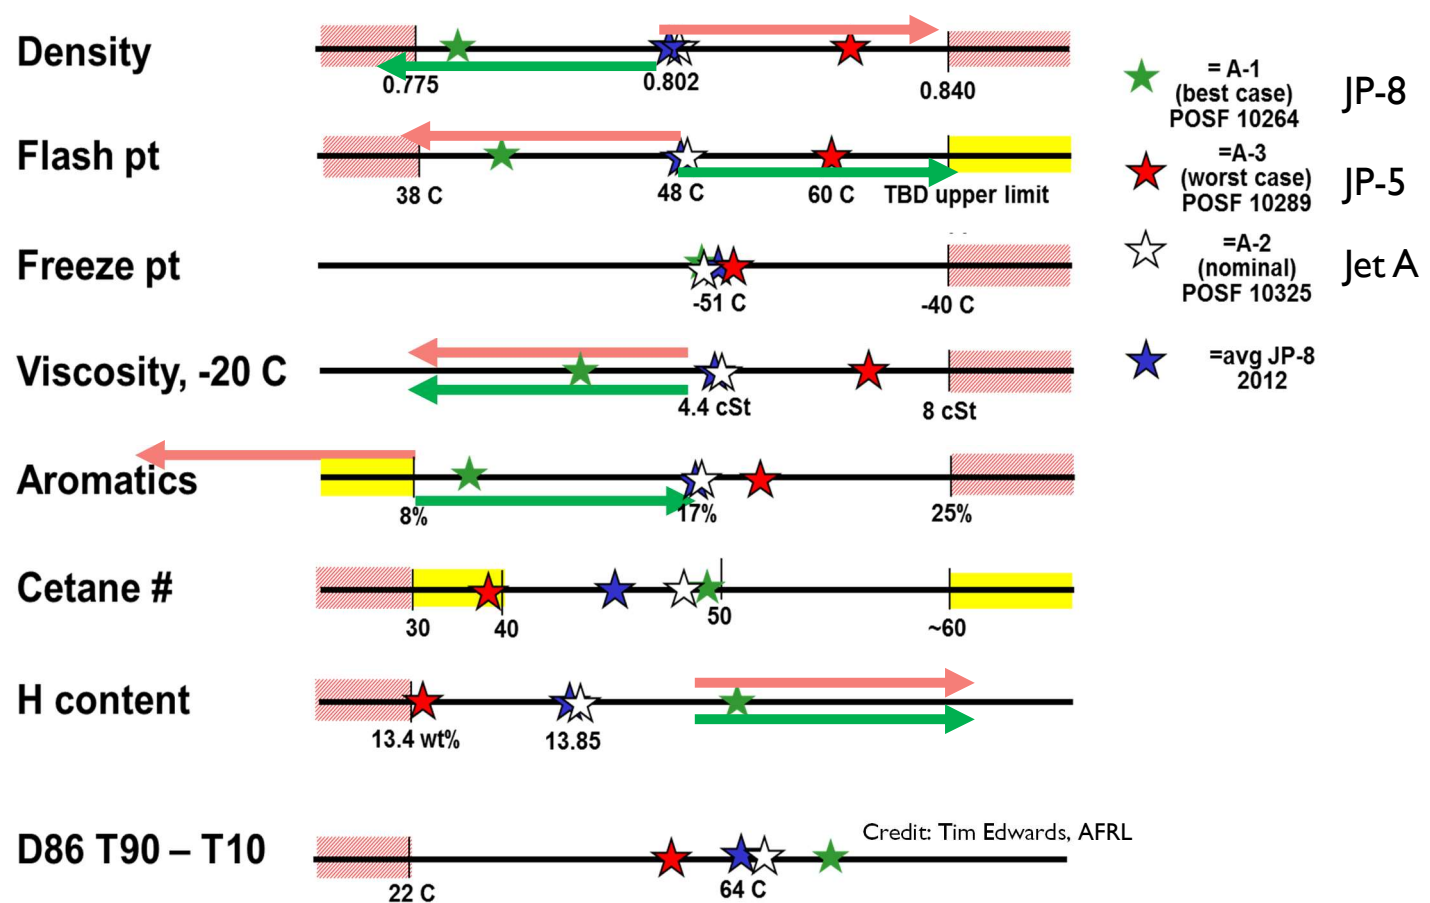 Density
0.775
0.802
0.840
Flash pt
38 C
48 C
60 C
TBD upper limit
Freeze pt
-51 C
-40 C
Viscosity, -20 C
4.4 cSt
8 cSt
Aromatics
8%
17%
25%
Cetane #
30
40
50
~60
H content
13.4 wt%
13.85
D86 T90 – T10
22 C
64 C
Credit: Tim Edwards, AFRL
= A-1
(best case)
POSF 10264
JP-8
=A-3
(worst case)
POSF 10289
JP-5
=A-2
(nominal)
POSF 10325
Jet A
=avg JP-8
2012